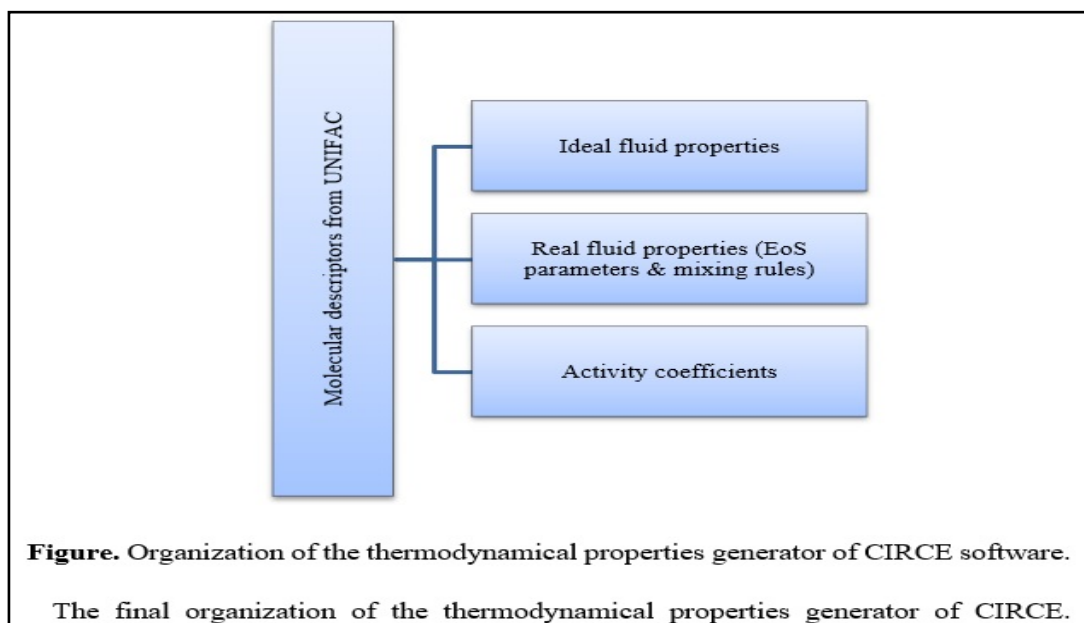 Molecular descriptors from UNIFAC
Ideal fluid properties
Real fluid properties (EoS
parameters & mixing rules)
Activity coefficients
Figure. Organization of the thermodynamical properties generator of CIRCE software.
The final organization of the thermodynamical properties generator of CIRCE.